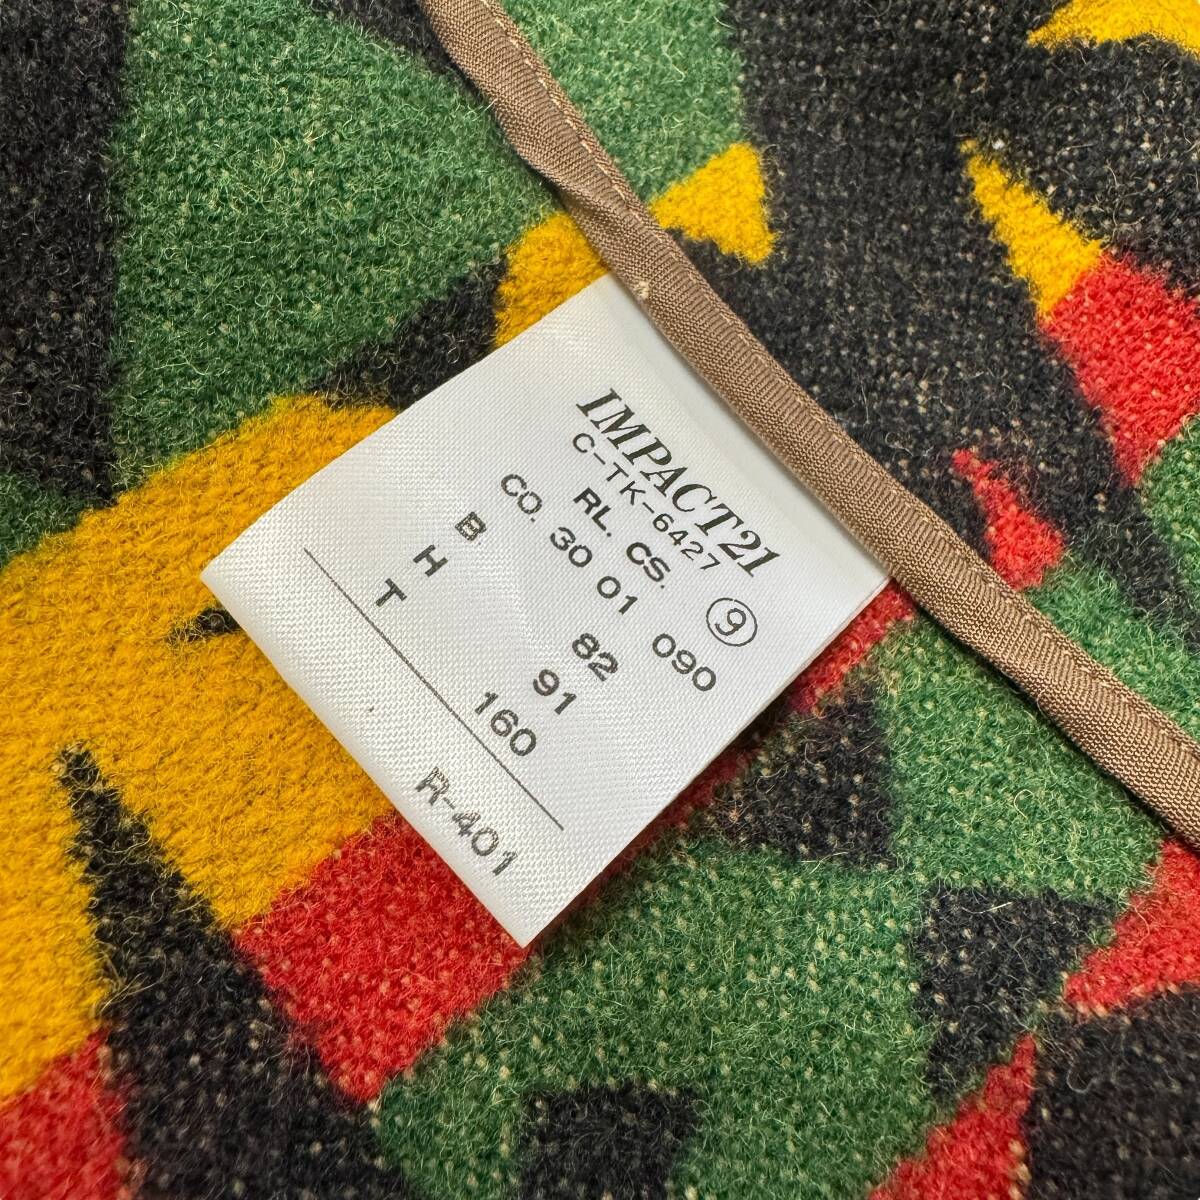 IMPACT21
C-TK-6427
RL. CS. ⑨
CO. 30 01 090
B 82
H 91
T 160
R-401